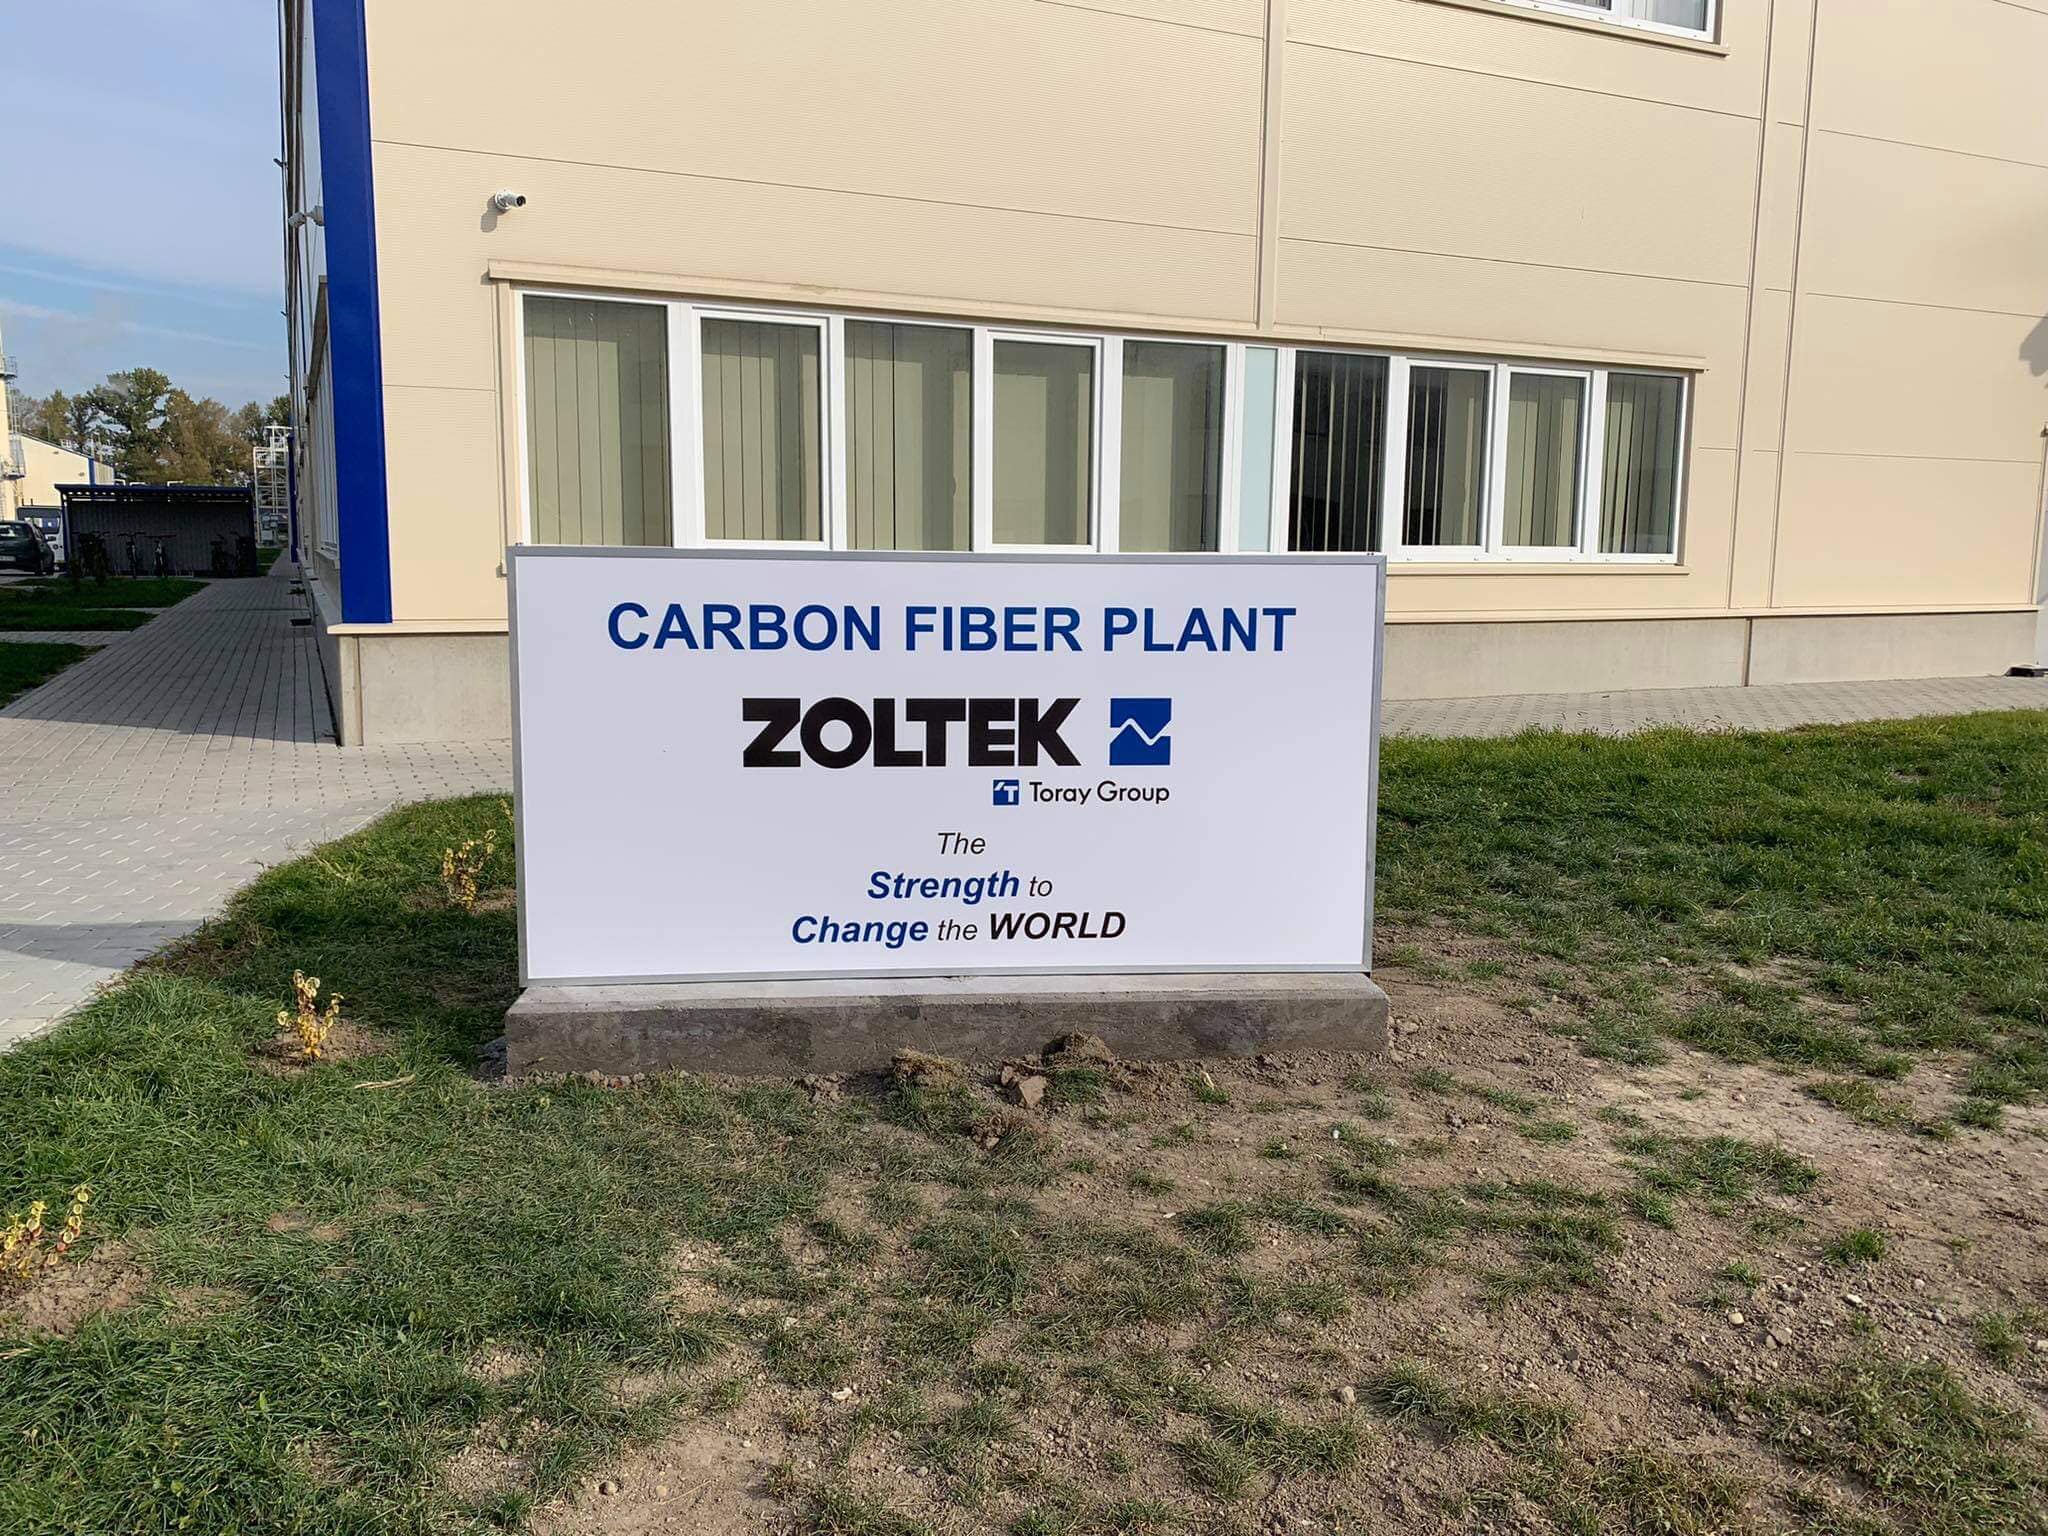 CARBON FIBER PLANT
ZOLTEK
Toray Group
The
Strength to
Change the WORLD